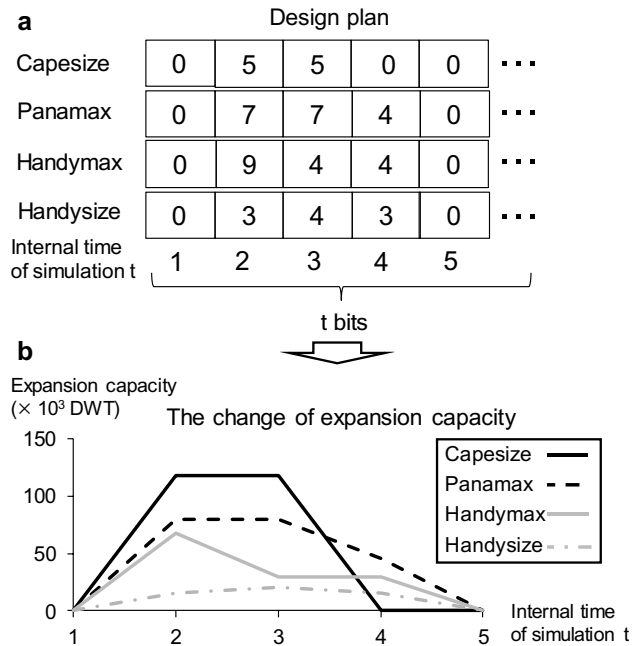 a
Design plan
Capesize 0 5 5 0 0 ...
Panamax 0 7 7 4 0 ...
Handymax 0 9 4 4 0 ...
Handysize 0 3 4 3 0 ...
Internal time
of simulation t 1 2 3 4 5
t bits
b
Expansion capacity
(× 10³ DWT)
The change of expansion capacity
150
100
50
0
Capesize
Panamax
Handymax
Handysize
1 2 3 4 5
Internal time
of simulation t